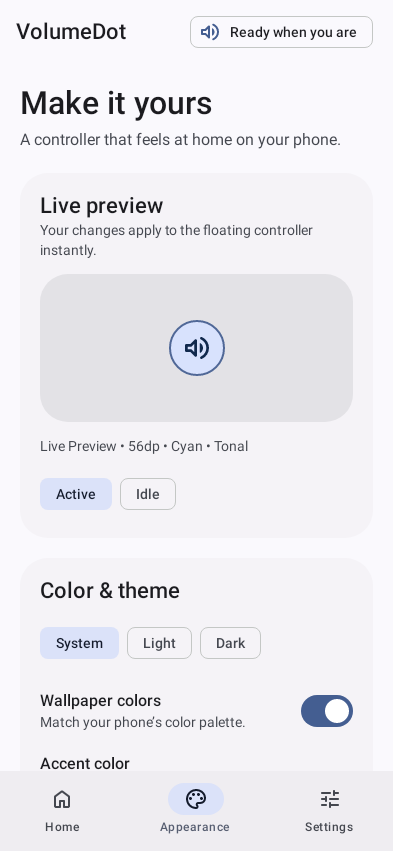 VolumeDot
Ready when you are
Make it yours
A controller that feels at home on your phone.
Live preview
Your changes apply to the floating controller
instantly.
Live Preview • 56dp • Cyan • Tonal
Active
Idle
Color & theme
System
Light
Dark
Wallpaper colors
Match your phone’s color palette.
Accent color
Home
Appearance
Settings